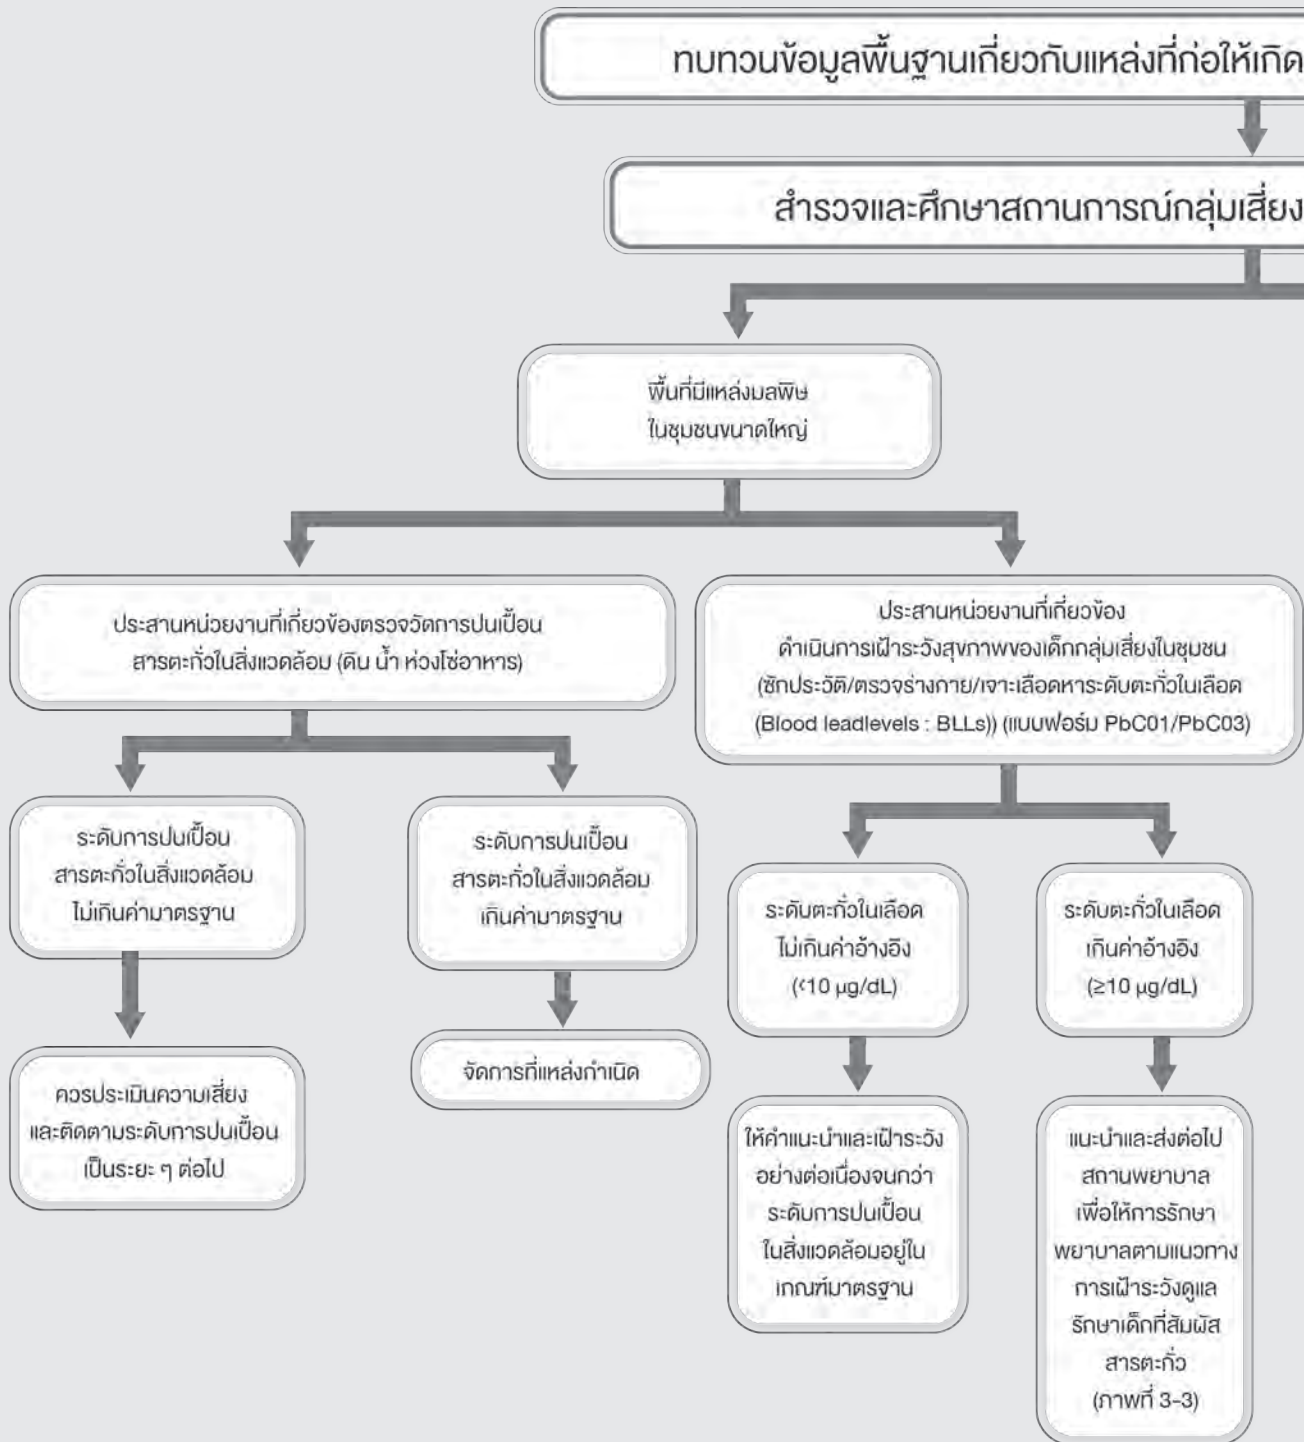 ทบทวนข้อมูลพื้นฐานเกี่ยวกับแหล่งที่ก่อให้เกิด
สำรวจและศึกษาสถานการณ์กลุ่มเสี่ยง
พื้นที่มีแหล่งมลพิษ
ในชุมชนขนาดใหญ่
ประสานหน่วยงานที่เกี่ยวข้องตรวจวัดการปนเปื้อน
สารตะกั่วในสิ่งแวดล้อม (ดิน น้ำ ห่วงโซ่อาหาร)
ประสานหน่วยงานที่เกี่ยวข้อง
ดำเนินการเฝ้าระวังสุขภาพของเด็กกลุ่มเสี่ยงในชุมชน
(ซักประวัติ/ตรวจร่างกาย/เจาะเลือดหาระดับตะกั่วในเลือด
(Blood leadlevels : BLLs)) (แบบฟอร์ม PbC01/PbC03)
ระดับการปนเปื้อน
สารตะกั่วในสิ่งแวดล้อม
ไม่เกินค่ามาตรฐาน
ระดับการปนเปื้อน
สารตะกั่วในสิ่งแวดล้อม
เกินค่ามาตรฐาน
ระดับตะกั่วในเลือด
ไม่เกินค่าอ้างอิง
(<10 µg/dL)
ระดับตะกั่วในเลือด
เกินค่าอ้างอิง
(≥10 µg/dL)
ควรประเมินความเสี่ยง
และติดตามระดับการปนเปื้อน
เป็นระยะ ๆ ต่อไป
จัดการที่แหล่งกำเนิด
ให้คำแนะนำและเฝ้าระวัง
อย่างต่อเนื่องจนกว่า
ระดับการปนเปื้อน
ในสิ่งแวดล้อมอยู่ใน
เกณฑ์มาตรฐาน
แนะนำและส่งต่อไป
สถานพยาบาล
เพื่อให้การรักษา
พยาบาลตามแนวทาง
การเฝ้าระวังดูแล
รักษาเด็กที่สัมผัส
สารตะกั่ว
(ภาพที่ 3-3)